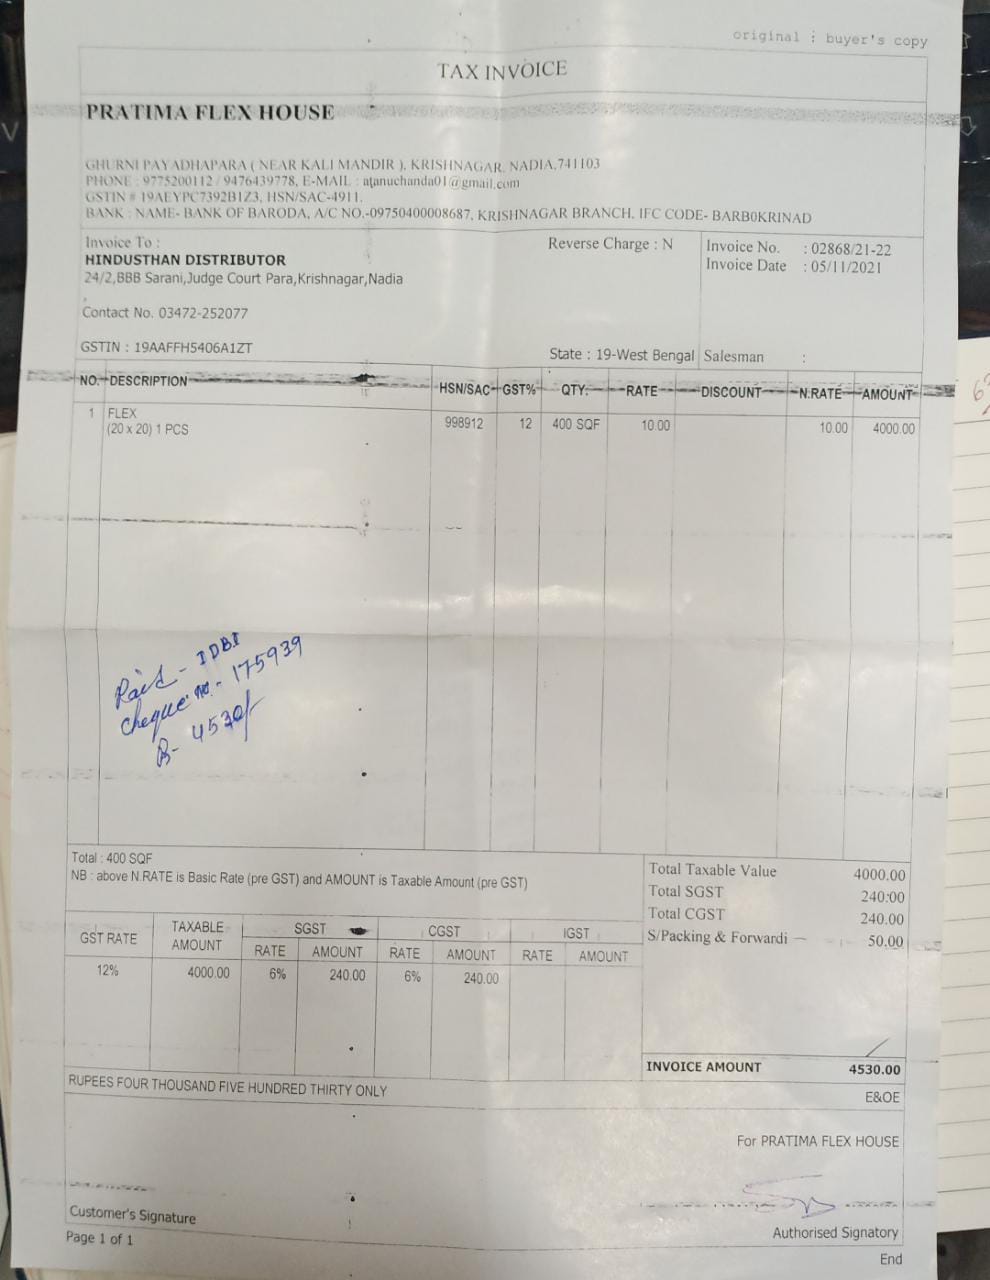 original : buyer's copy
TAX INVOICE
PRATIMA FLEX HOUSE
GHURNI PAYADHAPARA ( NEAR KALI MANDIR ), KRISHNAGAR, NADIA,741103
PHONE : 9775200112 / 9476439778, E-MAIL : atanuchanda01@gmail.com
GSTIN # 19AEYPC7392B1Z3, HSN/SAC-4911,
BANK : NAME- BANK OF BARODA, A/C NO.-09750400008687, KRISHNAGAR BRANCH, IFC CODE- BARB0KRINAD
Invoice To :
HINDUSTHAN DISTRIBUTOR
24/2,BBB Sarani,Judge Court Para,Krishnagar,Nadia
,
Contact No. 03472-252077
GSTIN : 19AAFFH5406A1ZT
Reverse Charge : N
State : 19-West Bengal
Invoice No. : 02868/21-22
Invoice Date : 05/11/2021
Salesman :
NO. DESCRIPTION HSN/SAC GST% QTY. RATE DISCOUNT N.RATE AMOUNT
1 FLEX 998912 12 400 SQF 10.00 10.00 4000.00
(20 x 20) 1 PCS
Paid - IDBI
cheque no. - 175939
R- 4530/-
Total : 400 SQF
NB : above N.RATE is Basic Rate (pre GST) and AMOUNT is Taxable Amount (pre GST)
Total Taxable Value 4000.00
Total SGST 240.00
Total CGST 240.00
S/Packing & Forwardi 50.00
GST RATE TAXABLE AMOUNT SGST CGST IGST
RATE AMOUNT RATE AMOUNT RATE AMOUNT
12% 4000.00 6% 240.00 6% 240.00
INVOICE AMOUNT 4530.00
RUPEES FOUR THOUSAND FIVE HUNDRED THIRTY ONLY
E&OE
For PRATIMA FLEX HOUSE
Customer's Signature
Authorised Signatory
Page 1 of 1
End